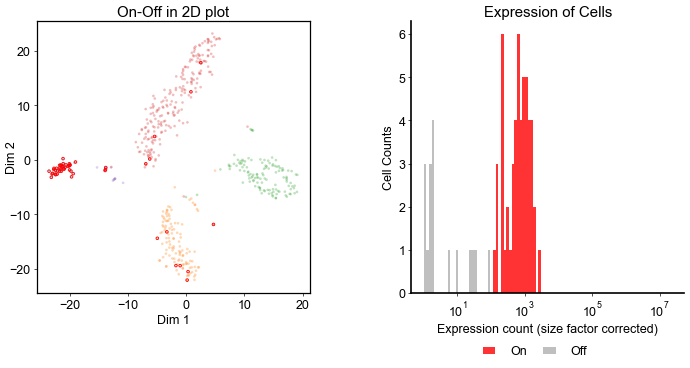 On-Off in 2D plot
20
10
0
−10
−20
Dim 2
−20
−10
0
10
20
Dim 1
Expression of Cells
6
5
4
3
2
1
0
Cell Counts
10^1
10^3
10^5
10^7
Expression count (size factor corrected)
On
Off